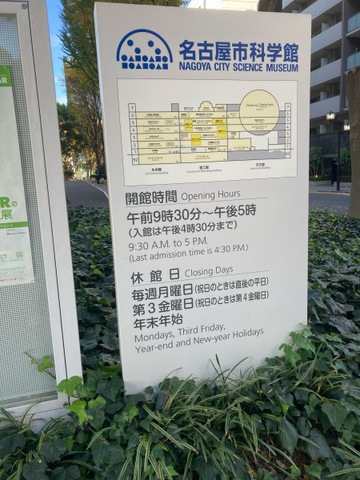 名古屋市科学館
NAGOYA CITY SCIENCE MUSEUM
開館時間 Opening Hours
午前9時30分～午後5時
(入館は午後4時30分まで)
9:30 A.M. to 5 P.M.
(Last admission time is 4:30 P.M.)
休館日 Closing Days
毎週月曜日(祝日のときは直後の平日)
第3金曜日(祝日のときは第4金曜日)
年末年始
Mondays, Third Friday,
Year-end and New-year Holidays